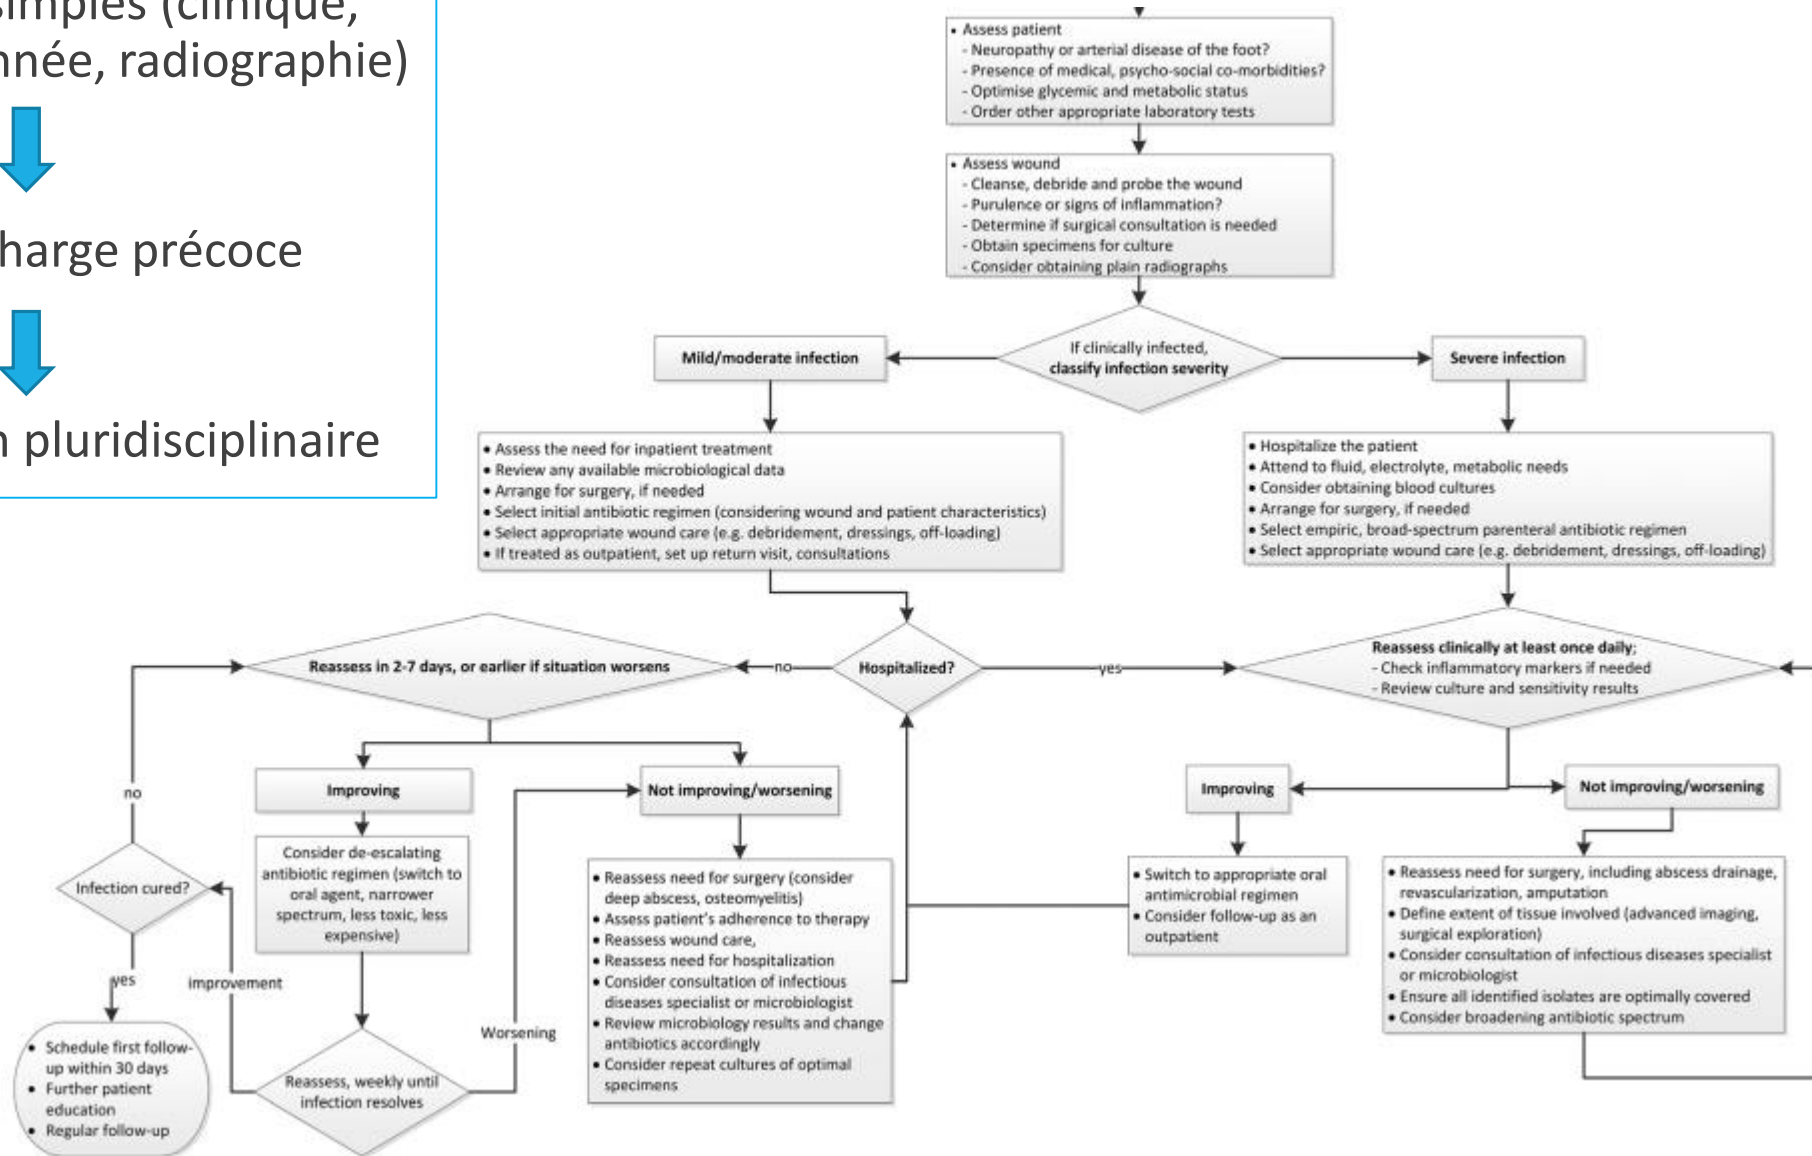 simples (clinique,
nnée, radiographie)
harge précoce
n pluridisciplinaire
• Assess patient
- Neuropathy or arterial disease of the foot?
- Presence of medical, psycho-social co-morbidities?
- Optimise glycemic and metabolic status
- Order other appropriate laboratory tests
• Assess wound
- Cleanse, debride and probe the wound
- Purulence or signs of inflammation?
- Determine if surgical consultation is needed
- Obtain specimens for culture
- Consider obtaining plain radiographs
If clinically infected,
classify infection severity
Mild/moderate infection
Severe infection
• Assess the need for inpatient treatment
• Review any available microbiological data
• Arrange for surgery, if needed
• Select initial antibiotic regimen (considering wound and patient characteristics)
• Select appropriate wound care (e.g. debridement, dressings, off-loading)
• If treated as outpatient, set up return visit, consultations
• Hospitalize the patient
• Attend to fluid, electrolyte, metabolic needs
• Consider obtaining blood cultures
• Arrange for surgery, if needed
• Select empiric, broad-spectrum parenteral antibiotic regimen
• Select appropriate wound care (e.g. debridement, dressings, off-loading)
Reassess in 2-7 days, or earlier if situation worsens
no
Hospitalized?
yes
Reassess clinically at least once daily;
- Check inflammatory markers if needed
- Review culture and sensitivity results
no
Improving
Not improving/worsening
Improving
Not improving/worsening
Infection cured?
Consider de-escalating
antibiotic regimen (switch to
oral agent, narrower
spectrum, less toxic, less
expensive)
• Reassess need for surgery (consider
deep abscess, osteomyelitis)
• Assess patient's adherence to therapy
• Reassess wound care,
• Reassess need for hospitalization
• Consider consultation of infectious
diseases specialist or microbiologist
• Review microbiology results and change
antibiotics accordingly
• Consider repeat cultures of optimal
specimens
• Switch to appropriate oral
antimicrobial regimen
• Consider follow-up as an
outpatient
• Reassess need for surgery, including abscess drainage,
revascularization, amputation
• Define extent of tissue involved (advanced imaging,
surgical exploration)
• Consider consultation of infectious diseases specialist
or microbiologist
• Ensure all identified isolates are optimally covered
• Consider broadening antibiotic spectrum
yes
improvement
Worsening
• Schedule first follow-
up within 30 days
• Further patient
education
• Regular follow-up
Reassess, weekly until
infection resolves